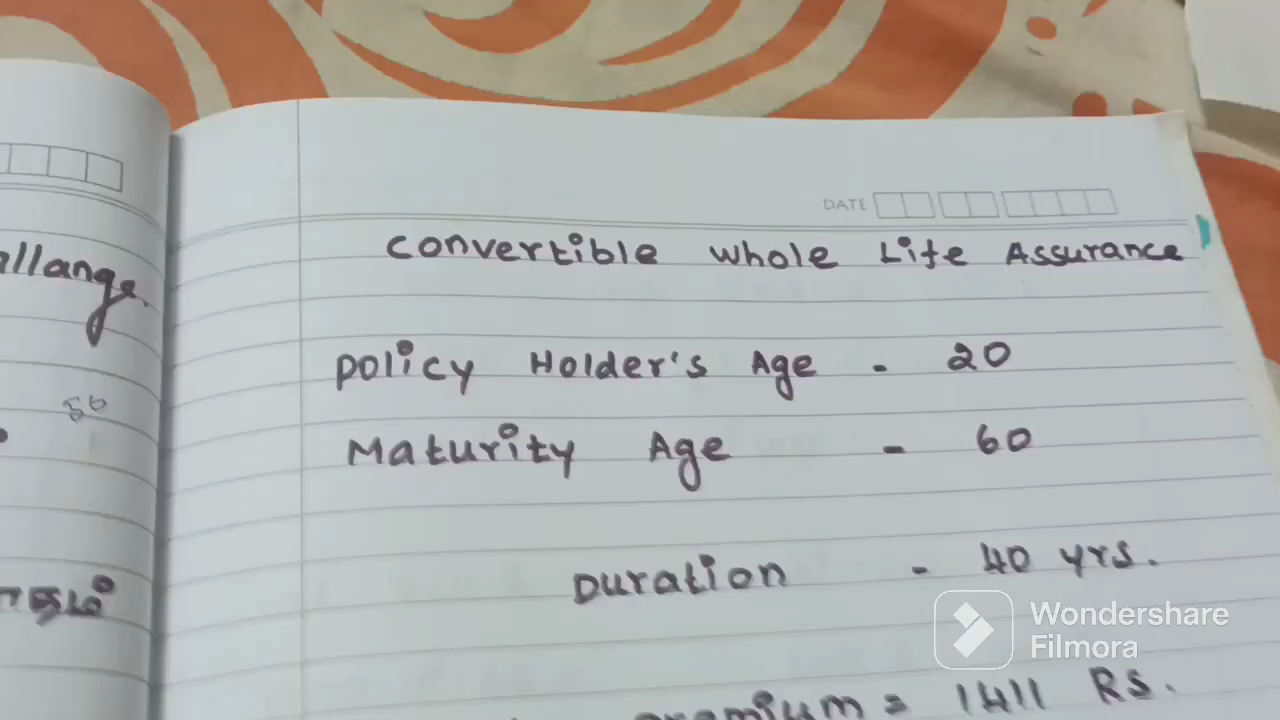 DATE
convertible whole Life Assurance
policy Holder's Age - 20
Maturity Age - 60
Duration - 40 yrs.
premium = 1411 RS.
50
Wondershare
Filmora